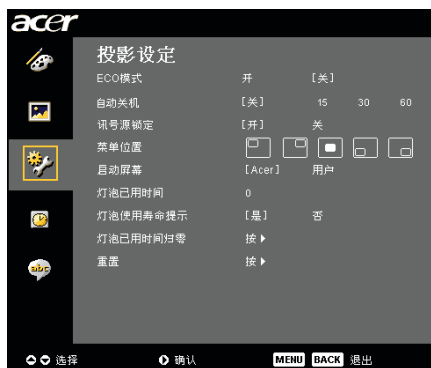 acer
投影设定
ECO模式 开 [关]
自动关机 [关] 15 30 60
讯号源锁定 [开] 关
菜单位置
启动屏幕 [Acer] 用户
灯泡已用时间 0
灯泡使用寿命提示 [是] 否
灯泡已用时间归零 按
重置 按
abc
选择 确认 MENU BACK 退出